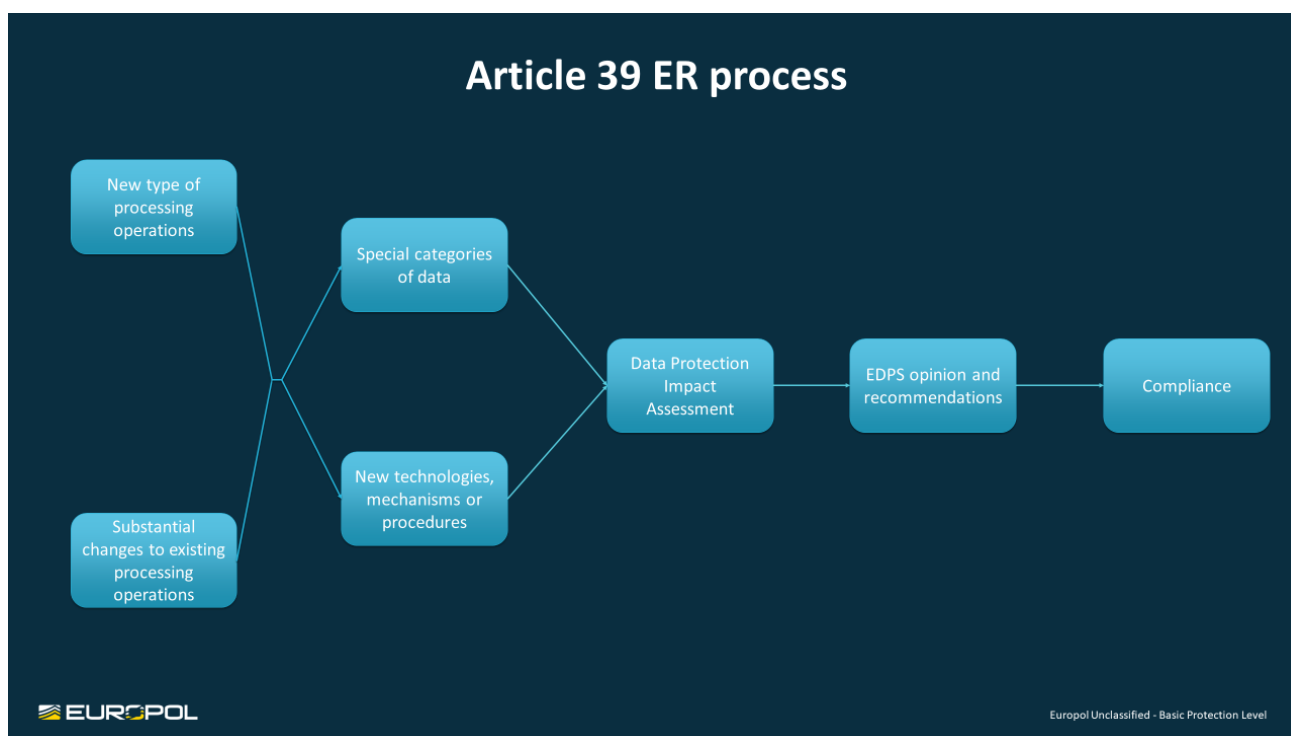 Article 39 ER process
New type of
processing
operations
Special categories
of data
Data Protection
Impact
Assessment
EDPS opinion and
recommendations
Compliance
New technologies,
mechanisms or
procedures
Substantial
changes to existing
processing
operations
EUROPOL
Europol Unclassified - Basic Protection Level